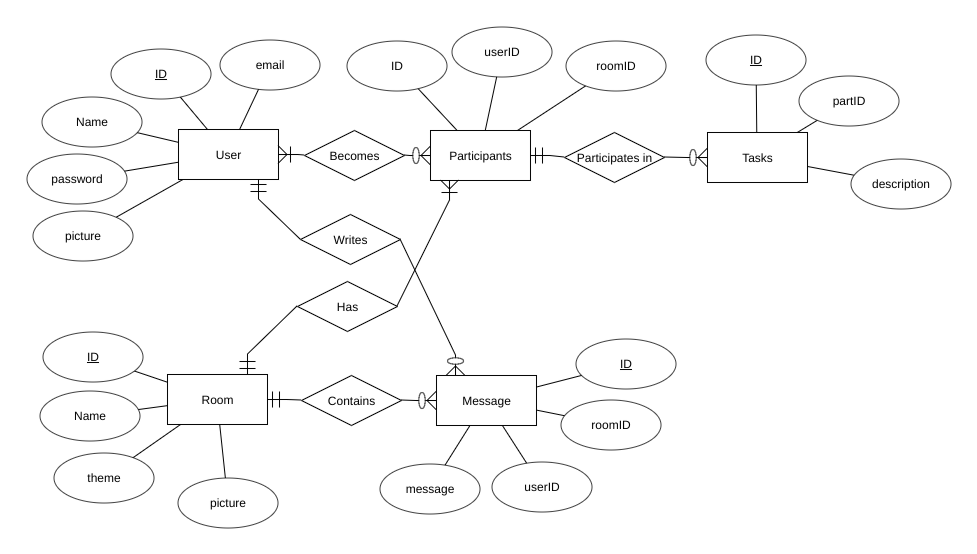 ID
email
ID
userID
roomID
ID
Name
partID
User
Becomes
Participants
Participates in
Tasks
password
description
picture
Writes
Has
ID
ID
Name
Room
Contains
Message
roomID
theme
picture
message
userID